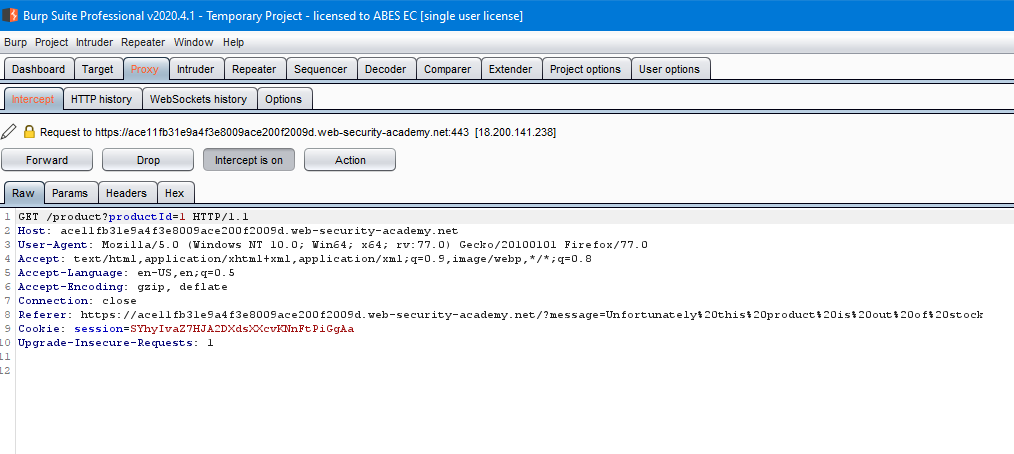 Burp Suite Professional v2020.4.1 - Temporary Project - licensed to ABES EC [single user license]
Burp Project Intruder Repeater Window Help
Dashboard Target Proxy Intruder Repeater Sequencer Decoder Comparer Extender Project options User options
Intercept HTTP history WebSockets history Options
Request to https://ace11fb31e9a4f3e8009ace200f2009d.web-security-academy.net:443 [18.200.141.238]
Forward Drop Intercept is on Action
Raw Params Headers Hex
1 GET /product?productId=1 HTTP/1.1
2 Host: ace11fb31e9a4f3e8009ace200f2009d.web-security-academy.net
3 User-Agent: Mozilla/5.0 (Windows NT 10.0; Win64; x64; rv:77.0) Gecko/20100101 Firefox/77.0
4 Accept: text/html,application/xhtml+xml,application/xml;q=0.9,image/webp,*/*;q=0.8
5 Accept-Language: en-US,en;q=0.5
6 Accept-Encoding: gzip, deflate
7 Connection: close
8 Referer: https://ace11fb31e9a4f3e8009ace200f2009d.web-security-academy.net/?message=Unfortunately%20this%20product%20is%20out%20of%20stock
9 Cookie: session=SYhyIvaZ7HJA2DXdsXXcvKNnFtPiGgAa
10 Upgrade-Insecure-Requests: 1
11
12